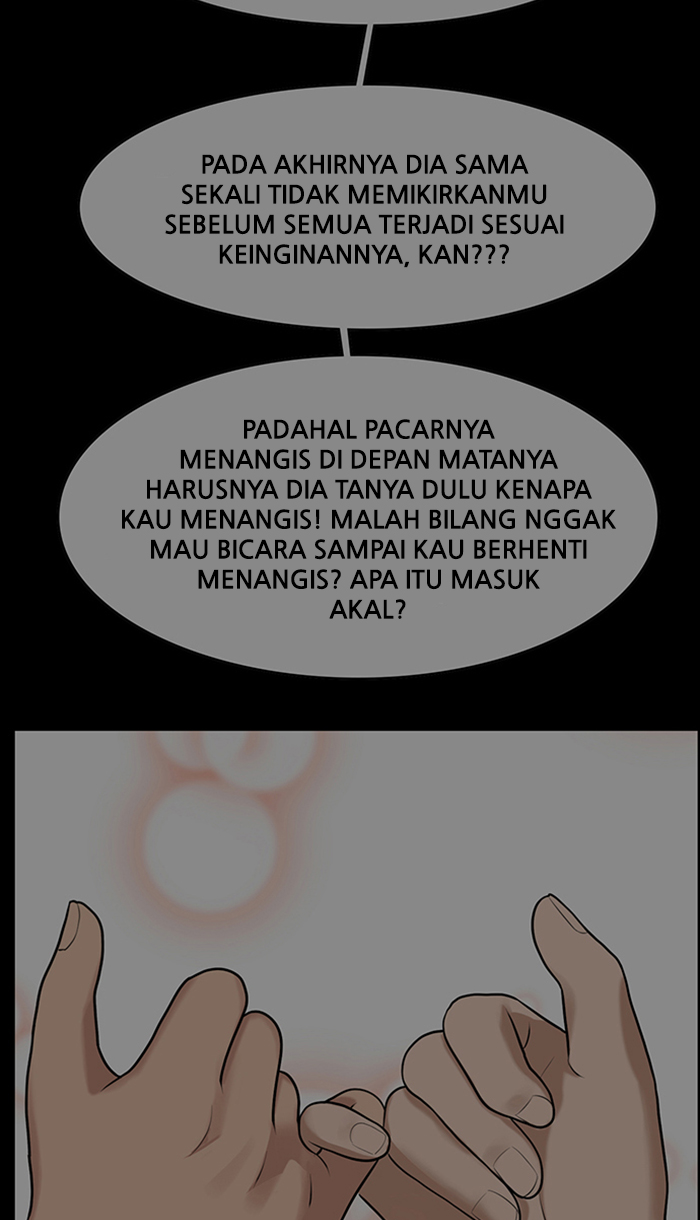 PADA AKHIRNYA DIA SAMA
SEKALI TIDAK MEMIKIRKANMU
SEBELUM SEMUA TERJADI SESUAI
KEINGINANNYA, KAN???
PADAHAL PACARNYA
MENANGIS DI DEPAN MATANYA
HARUSNYA DIA TANYA DULU KENAPA
KAU MENANGIS! MALAH BILANG NGGAK
MAU BICARA SAMPAI KAU BERHENTI
MENANGIS? APA ITU MASUK
AKAL?